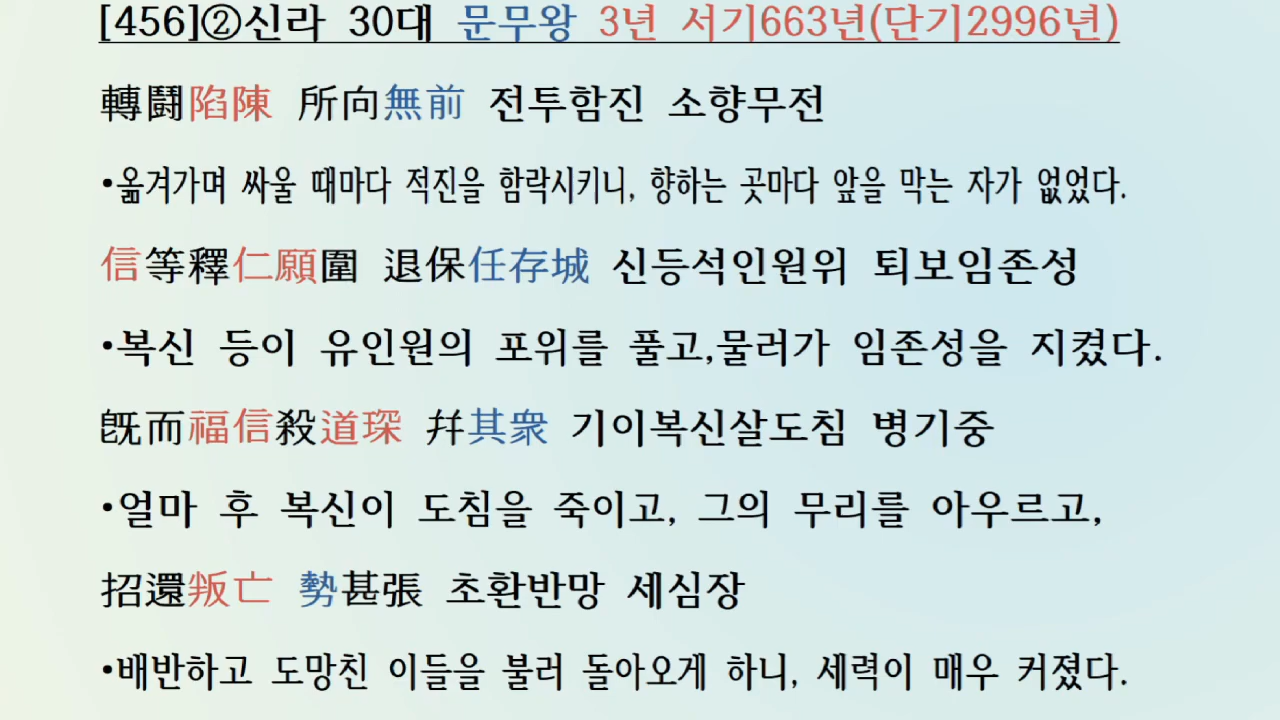 [456]②신라 30대 문무왕 3년 서기663년(단기2996년)
轉鬪陷陳 所向無前 전투함진 소향무전
•옮겨가며 싸울 때마다 적진을 함락시키니, 향하는 곳마다 앞을 막는 자가 없었다.
信等釋仁願圍 退保任存城 신등석인원위 퇴보임존성
•복신 등이 유인원의 포위를 풀고,물러가 임존성을 지켰다.
旣而福信殺道琛 幷其衆 기이복신살도침 병기중
•얼마 후 복신이 도침을 죽이고, 그의 무리를 아우르고,
招還叛亡 勢甚張 초환반망 세심장
•배반하고 도망친 이들을 불러 돌아오게 하니, 세력이 매우 커졌다.